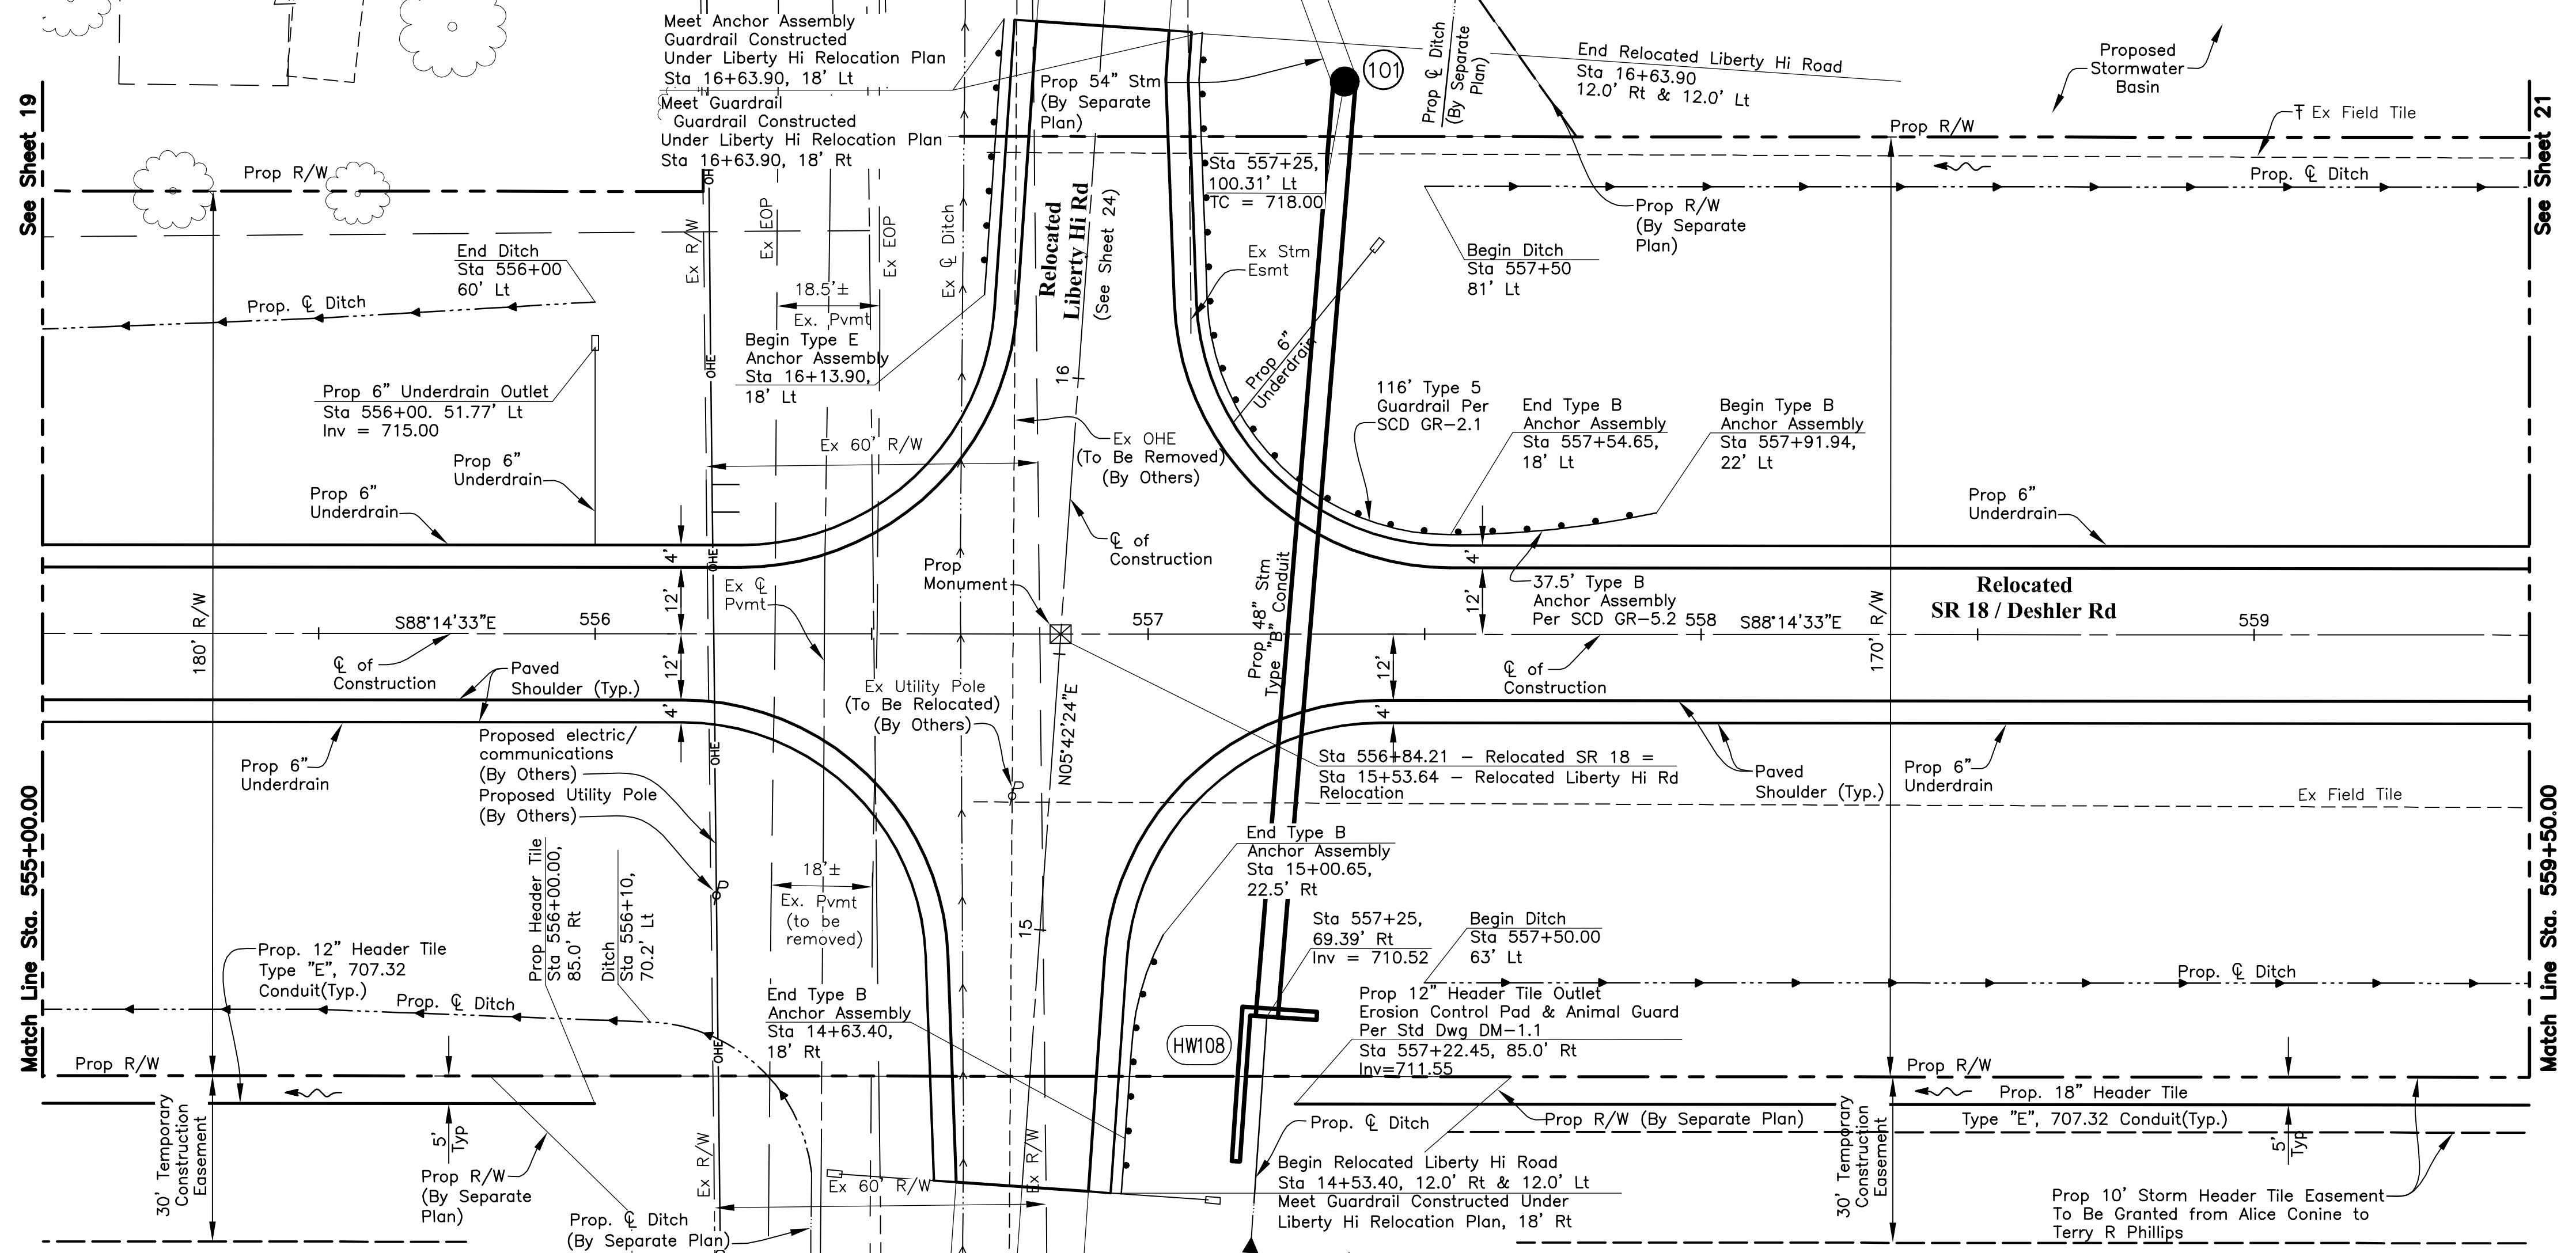 See Sheet 19
Match Line Sta. 555+00.00
Meet Anchor Assembly
Guardrail Constructed
Under Liberty Hi Relocation Plan
Sta 16+63.90, 18' Lt
Meet Guardrail
Guardrail Constructed
Under Liberty Hi Relocation Plan
Sta 16+63.90, 18' Rt
Prop 54" Stm
(By Separate
Plan)
101
Prop ℄ Ditch
(By Separate
Plan)
End Relocated Liberty Hi Road
Sta 16+63.90
12.0' Rt & 12.0' Lt
Proposed
Stormwater
Basin
Ex Field Tile
Prop R/W
Prop. ℄ Ditch
See Sheet 21
Prop R/W
OHE
Ex R/W
Ex EOP
Ex EOP
Ex ℄ Ditch
Relocated
Liberty Hi Rd
(See Sheet 24)
Sta 557+25,
100.31' Lt
TC = 718.00
Ex Stm
Esmt
Prop R/W
(By Separate
Plan)
Begin Ditch
Sta 557+50
81' Lt
End Ditch
Sta 556+00
60' Lt
Prop. ℄ Ditch
18.5'±
Ex. Pvmt
Begin Type E
Anchor Assembly
Sta 16+13.90,
18' Lt
OHE
16
Prop 6"
Underdrain
Prop 6" Underdrain Outlet
Sta 556+00. 51.77' Lt
Inv = 715.00
Prop 6"
Underdrain
Prop 6"
Underdrain
Ex 60' R/W
Ex OHE
(To Be Removed)
(By Others)
116' Type 5
Guardrail Per
SCD GR-2.1
End Type B
Anchor Assembly
Sta 557+54.65,
18' Lt
Begin Type B
Anchor Assembly
Sta 557+91.94,
22' Lt
Prop 6"
Underdrain
4'
OHE
12'
Ex ℄
Pvmt
Prop
Monument
℄ of
Construction
4'
12'
37.5' Type B
Anchor Assembly
Per SCD GR-5.2
Relocated
SR 18 / Deshler Rd
180' R/W
170' R/W
S88°14'33"E
556
557
558
S88°14'33"E
559
℄ of
Construction
Paved
Shoulder (Typ.)
12'
4'
Ex Utility Pole
(To Be Relocated)
(By Others)
N05°42'24"E
Prop 48" Stm
Type "B" Conduit
12'
4'
℄ of
Construction
Prop 6"
Underdrain
Proposed electric/
communications
(By Others)
Proposed Utility Pole
(By Others)
OHE
Sta 556+84.21 - Relocated SR 18 =
Sta 15+53.64 - Relocated Liberty Hi Rd
Relocation
Paved
Shoulder (Typ.)
Prop 6"
Underdrain
Ex Field Tile
Match Line Sta. 559+50.00
Prop Header Tile
Sta 556+00.00,
85.0' Rt
Ditch
Sta 556+10,
70.2' Lt
18'±
Ex. Pvmt
(to be
removed)
15
End Type B
Anchor Assembly
Sta 15+00.65,
22.5' Rt
Sta 557+25,
69.39' Rt
Inv = 710.52
Begin Ditch
Sta 557+50.00
63' Lt
Prop. 12" Header Tile
Type "E", 707.32
Conduit(Typ.)
Prop. ℄ Ditch
End Type B
Anchor Assembly
Sta 14+63.40,
18' Rt
OHE
HW108
Prop 12" Header Tile Outlet
Erosion Control Pad & Animal Guard
Per Std Dwg DM-1.1
Sta 557+22.45, 85.0' Rt
Inv=711.55
Prop. ℄ Ditch
Prop R/W
Prop R/W
30' Temporary
Construction
Easement
5'
Typ
Prop R/W
(By Separate
Plan)
Prop. ℄ Ditch
(By Separate Plan)
Ex R/W
Ex 60' R/W
Ex R/W
Prop. ℄ Ditch
Prop R/W (By Separate Plan)
Begin Relocated Liberty Hi Road
Sta 14+53.40, 12.0' Rt & 12.0' Lt
Meet Guardrail Constructed Under
Liberty Hi Relocation Plan, 18' Rt
30' Temporary
Construction
Easement
Prop. 18" Header Tile
Type "E", 707.32 Conduit(Typ.)
5'
Typ
Prop 10' Storm Header Tile Easement
To Be Granted from Alice Conine to
Terry R Phillips